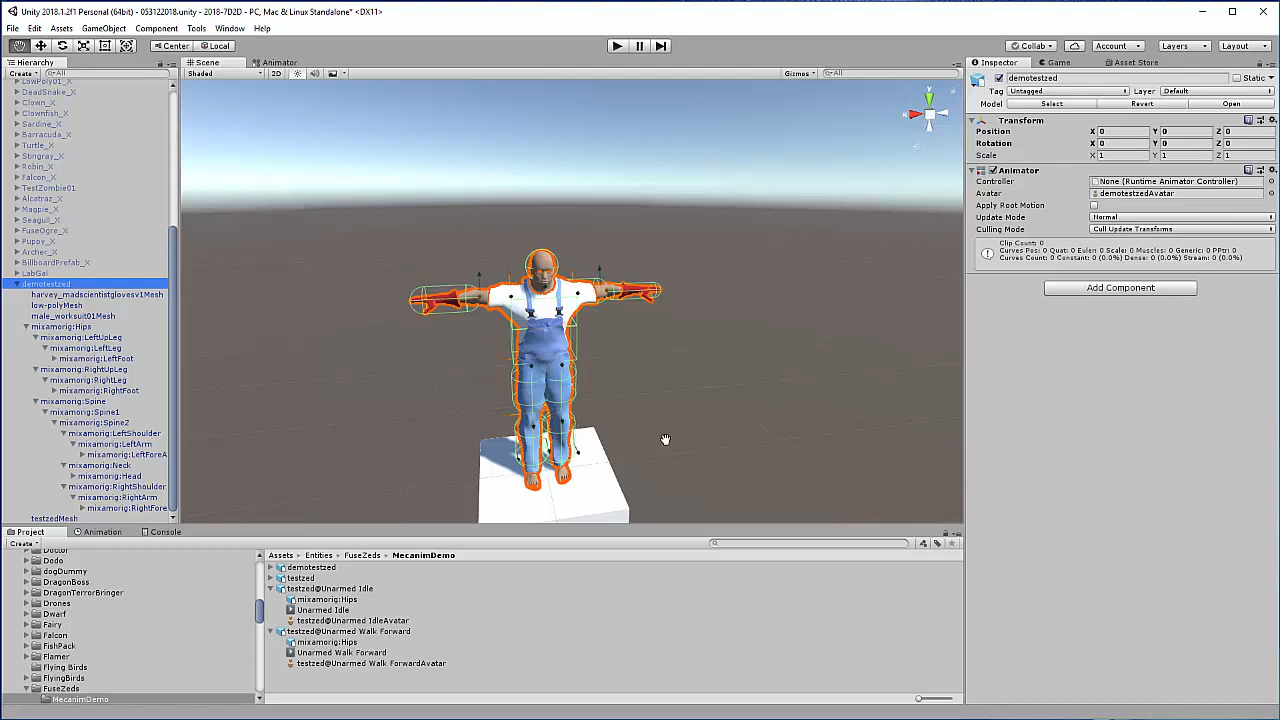 Unity 2018.1.2f1 Personal (64bit) - 053122018.unity - 2018-7D2D - PC, Mac & Linux Standalone* <DX11>
File Edit Assets GameObject Component Tools Window Help
Center Local Collab Account Layers Layout
Hierarchy
Create All
LowPoly01_X
DeadSnake_X
Clown_X
Clownfish_X
Sardine_X
Barracuda_X
Turtle_X
Stingray_X
Robin_X
Falcon_X
TestZombie01
Alcatraz_X
Magpie_X
Seagull_X
FuseOgre_X
Puppy_X
Archer_X
BillboardPrefab_X
LabGal
demotestzed
harvey_madscientistglovesv1Mesh
low-polyMesh
male_worksuit01Mesh
mixamorig:Hips
mixamorig:LeftUpLeg
mixamorig:LeftLeg
mixamorig:LeftFoot
mixamorig:RightUpLeg
mixamorig:RightLeg
mixamorig:RightFoot
mixamorig:Spine
mixamorig:Spine1
mixamorig:Spine2
mixamorig:LeftShoulder
mixamorig:LeftArm
mixamorig:LeftForeA
mixamorig:Neck
mixamorig:Head
mixamorig:RightShoulder
mixamorig:RightArm
mixamorig:RightFore
testzedMesh
Scene Animator
Shaded 2D Gizmos All
y
x
Inspector Game Asset Store
demotestzed Static
Tag Untagged Layer Default
Model Select Revert Open
Transform
Position X 0 Y 0 Z 0
Rotation X 0 Y 0 Z 0
Scale X 1 Y 1 Z 1
Animator
Controller None (Runtime Animator Controller)
Avatar demotestzedAvatar
Apply Root Motion
Update Mode Normal
Culling Mode Cull Update Transforms
Clip Count: 0
Curves Pos: 0 Quat: 0 Euler: 0 Scale: 0 Muscles: 0 Generic: 0 PPtr: 0
Curves Count: 0 Constant: 0 (0.0%) Dense: 0 (0.0%) Stream: 0 (0.0%)
Add Component
Project Animation Console
Create
Doctor
Dodo
dogDummy
DragonBoss
DragonTerrorBringer
Drones
Dwarf
Fairy
Falcon
FishPack
Flamer
Flying Birds
FlyingBirds
FuseZeds
MecanimDemo
Assets Entities FuseZeds MecanimDemo
demotestzed
testzed
testzed@Unarmed Idle
mixamorig:Hips
Unarmed Idle
testzed@Unarmed IdleAvatar
testzed@Unarmed Walk Forward
mixamorig:Hips
Unarmed Walk Forward
testzed@Unarmed Walk ForwardAvatar